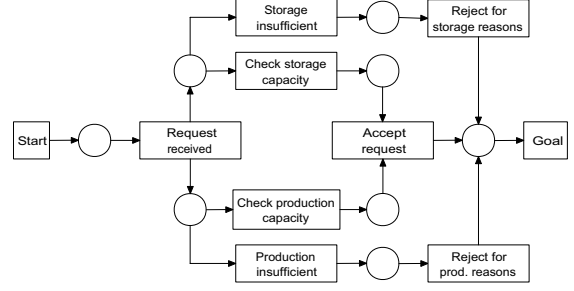 Storage
insufficient
Reject for
storage reasons
Check storage
capacity
Start
Request
received
Accept
request
Goal
Check production
capacity
Production
insufficient
Reject for
prod. reasons